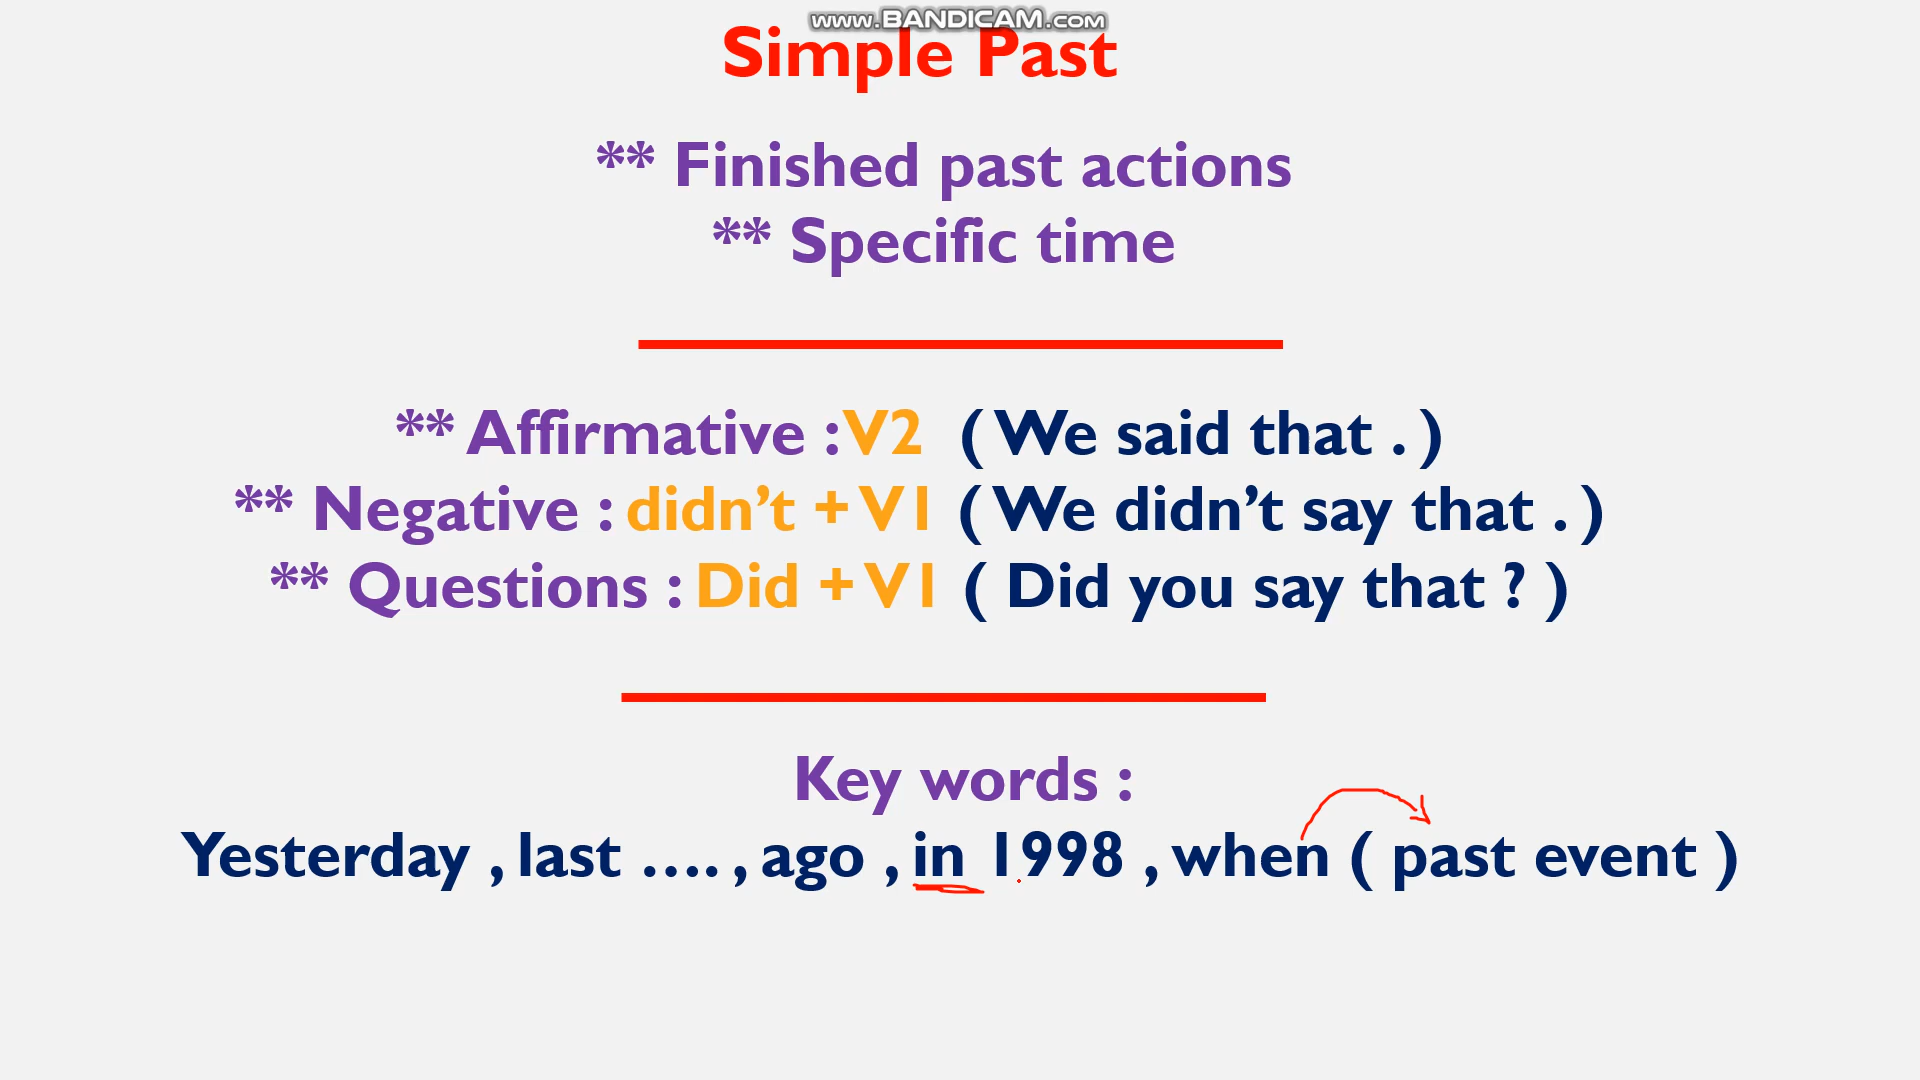 www.BANDICAM.com
Simple Past
** Finished past actions
** Specific time
** Affirmative : V2 ( We said that . )
** Negative : didn’t + V1 ( We didn’t say that . )
** Questions : Did + V1 ( Did you say that ? )
Key words :
Yesterday , last …. , ago , in 1998 , when ( past event )